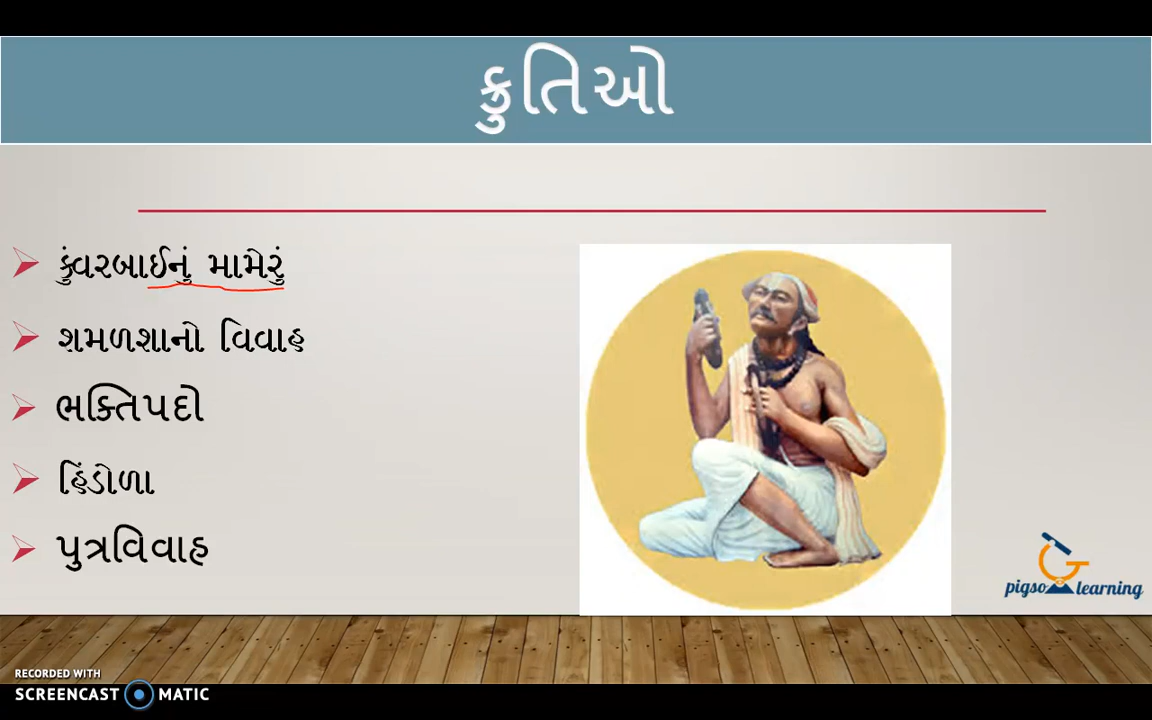 ક્રુતિઓ
કુંવરબાઈનું મામેરું
શમળશાનો વિવાહ
ભક્તિપદો
હિંડોળા
પુત્રવિવાહ
pigso learning
RECORDED WITH
SCREENCAST MATIC